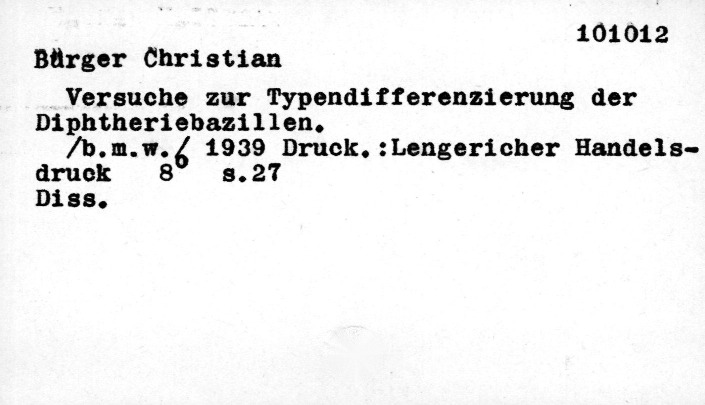 101012
Bürger Christian
Versuche zur Typendifferenzierung der
Diphtheriebazillen.
/b.m.w./ 1939 Druck.:Lengericher Handels-
druck 8° s.27
Diss.